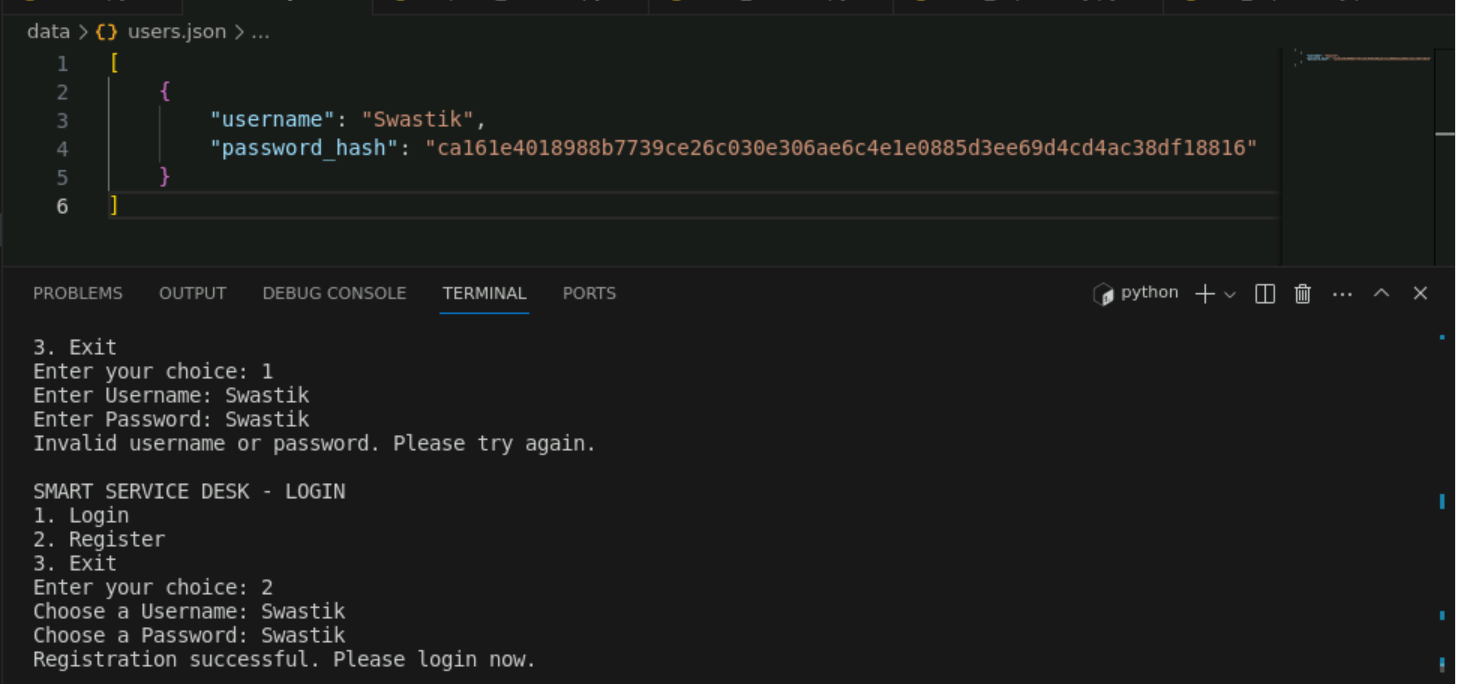 data > {} users.json > ...
1 [
2 {
3 "username": "Swastik",
4 "password_hash": "ca161e4018988b7739ce26c030e306ae6c4e1e0885d3ee69d4cd4ac38df18816"
5 }
6 ]
PROBLEMS OUTPUT DEBUG CONSOLE TERMINAL PORTS python
3. Exit
Enter your choice: 1
Enter Username: Swastik
Enter Password: Swastik
Invalid username or password. Please try again.
SMART SERVICE DESK - LOGIN
1. Login
2. Register
3. Exit
Enter your choice: 2
Choose a Username: Swastik
Choose a Password: Swastik
Registration successful. Please login now.